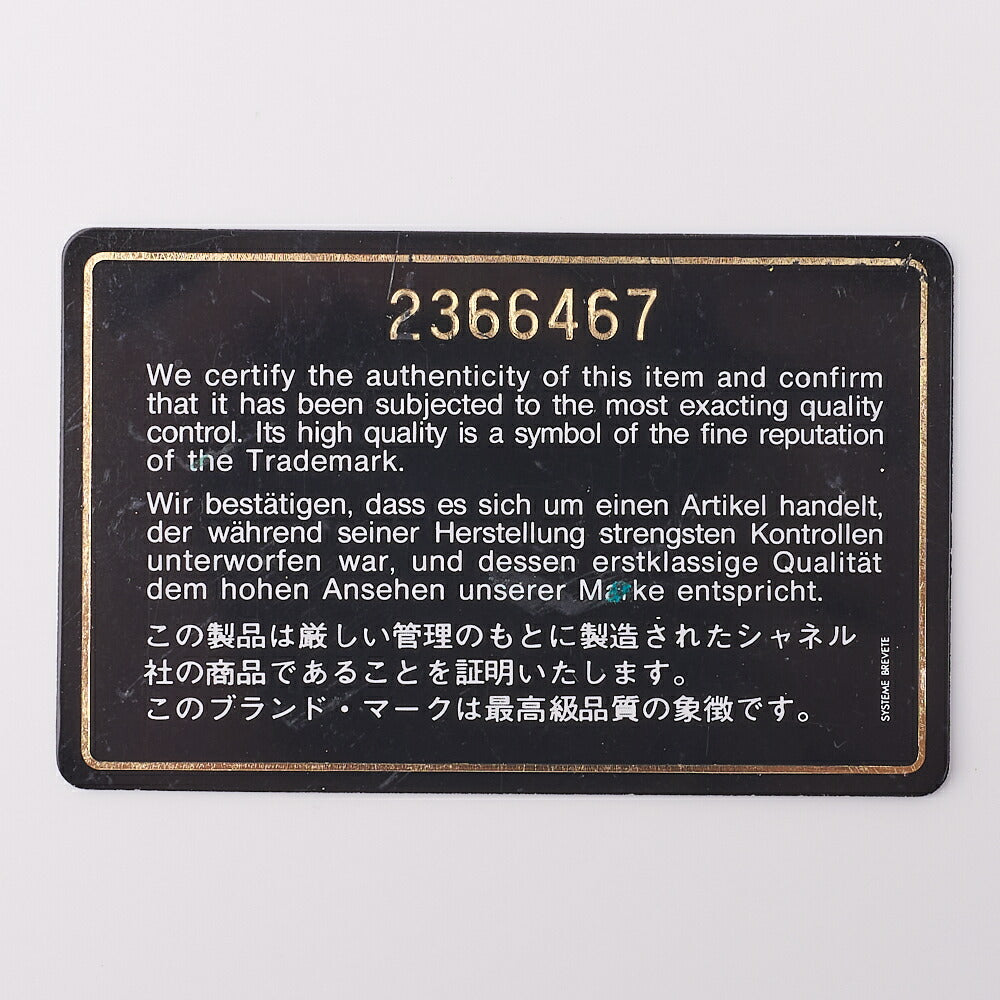 2366467
We certify the authenticity of this item and confirm
that it has been subjected to the most exacting quality
control. Its high quality is a symbol of the fine reputation
of the Trademark.
Wir bestätigen, dass es sich um einen Artikel handelt,
der während seiner Herstellung strengsten Kontrollen
unterworfen war, und dessen erstklassige Qualität
dem hohen Ansehen unserer Marke entspricht.
この製品は厳しい管理のもとに製造されたシャネル
社の商品であることを証明いたします。
このブランド・マークは最高級品質の象徴です。
SYSTEME BREVETE